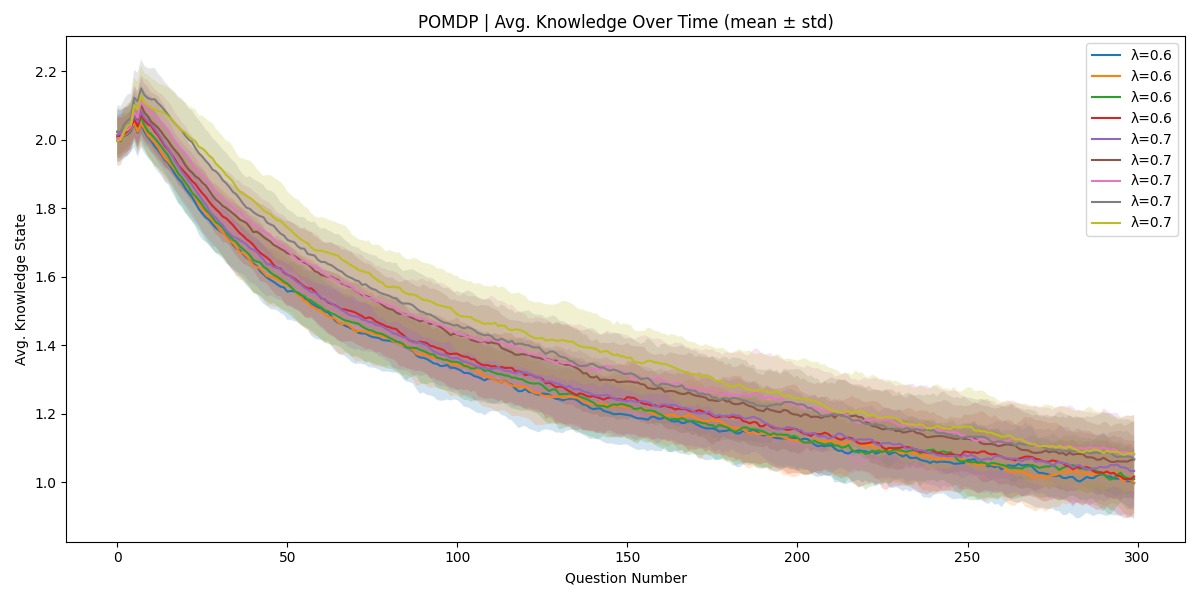 POMDP | Avg. Knowledge Over Time (mean ± std)
λ=0.6
λ=0.6
λ=0.6
λ=0.6
λ=0.7
λ=0.7
λ=0.7
λ=0.7
λ=0.7
Avg. Knowledge State
2.2
2.0
1.8
1.6
1.4
1.2
1.0
0 50 100 150 200 250 300
Question Number